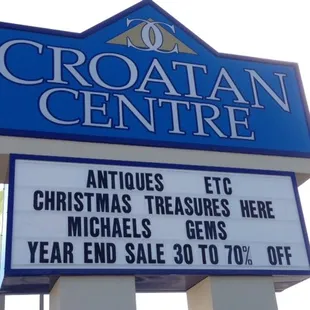 CC
CROATAN
CENTRE
ANTIQUES ETC
CHRISTMAS TREASURES HERE
MICHAELS GEMS
YEAR END SALE 30 TO 70% OFF